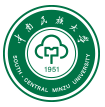 中南民族大学
SOUTH-CENTRAL MINZU UNIVERSITY
1951